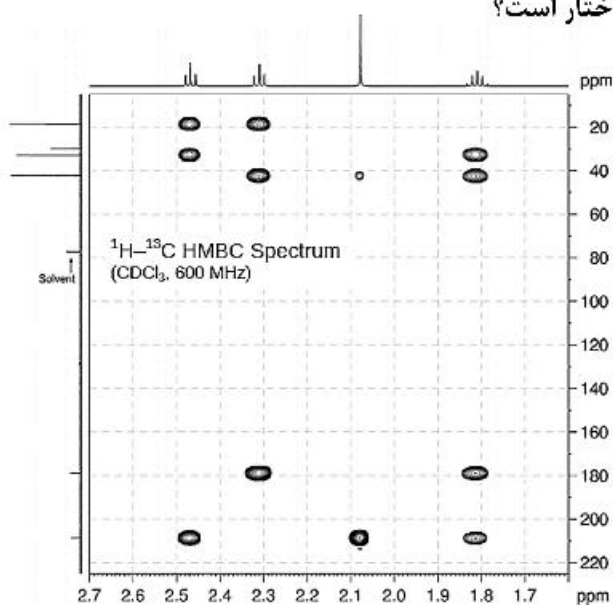 ختار است؟
ppm
20
40
60
¹H–¹³C HMBC Spectrum
(CDCl₃, 600 MHz)
80
Solvent
100
120
140
160
180
200
220
2.7 2.6 2.5 2.4 2.3 2.2 2.1 2.0 1.9 1.8 1.7 ppm